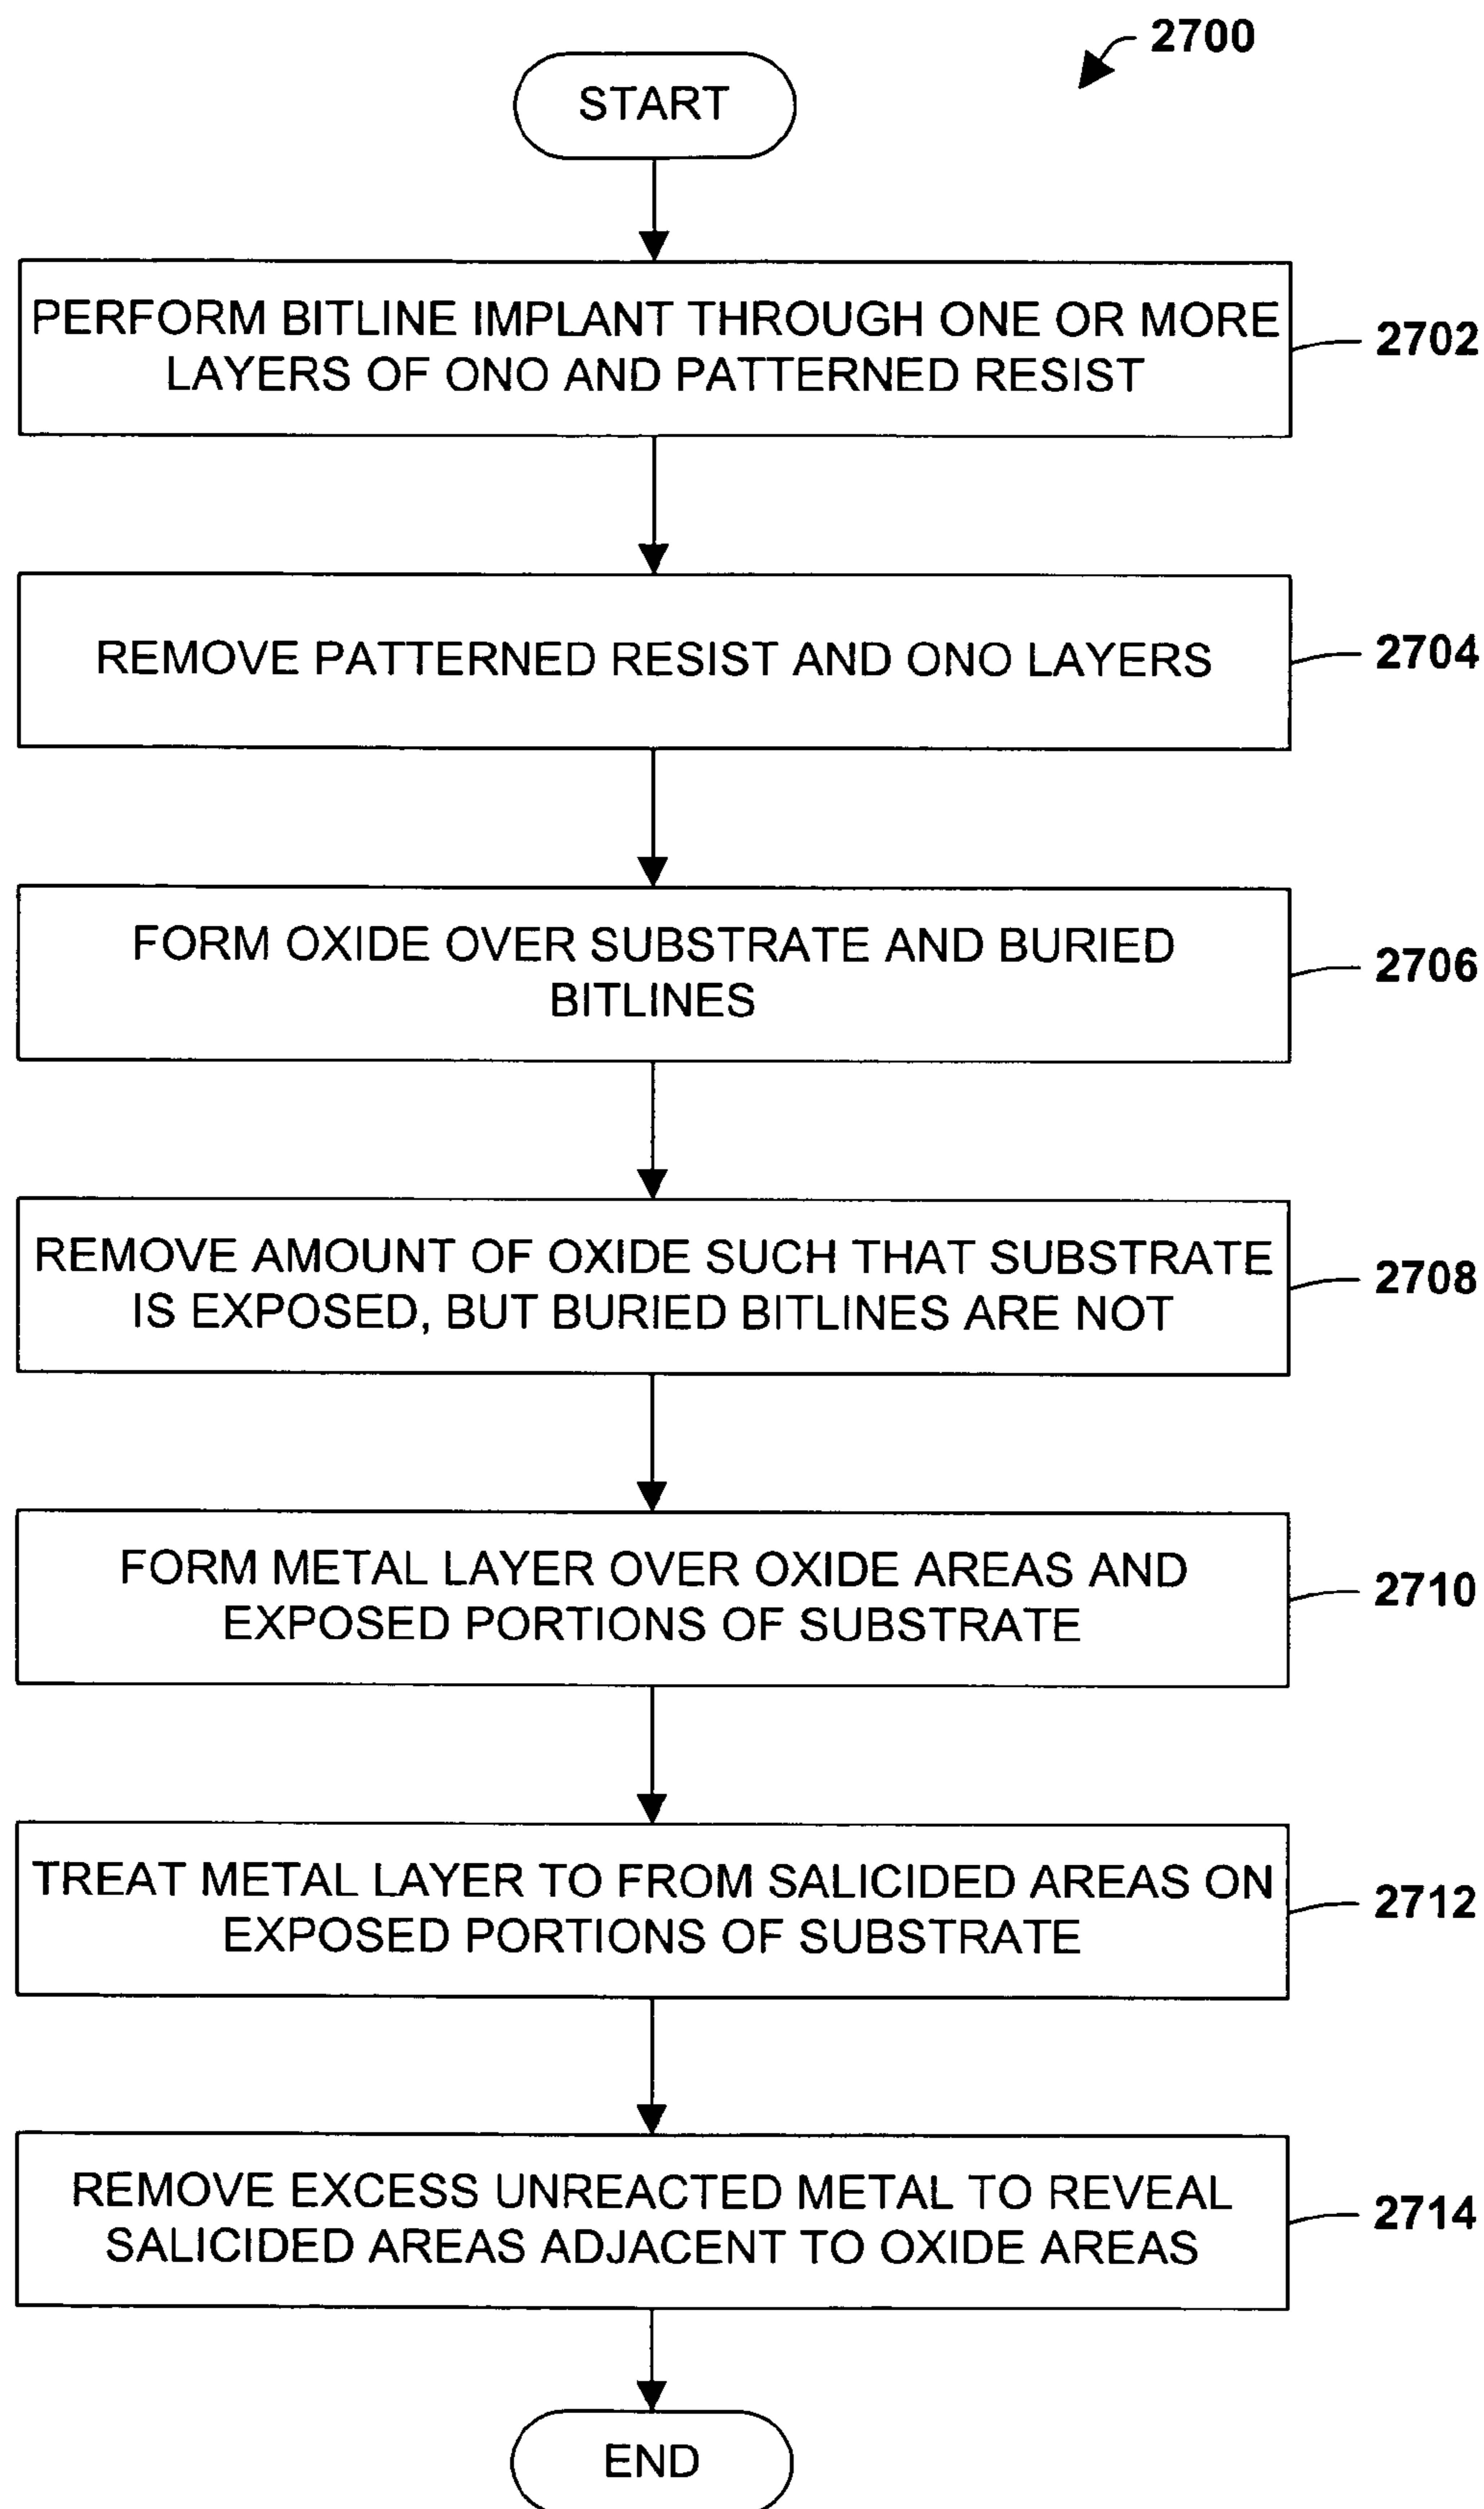 2700
START
PERFORM BITLINE IMPLANT THROUGH ONE OR MORE
LAYERS OF ONO AND PATTERNED RESIST
2702
REMOVE PATTERNED RESIST AND ONO LAYERS
2704
FORM OXIDE OVER SUBSTRATE AND BURIED
BITLINES
2706
REMOVE AMOUNT OF OXIDE SUCH THAT SUBSTRATE
IS EXPOSED, BUT BURIED BITLINES ARE NOT
2708
FORM METAL LAYER OVER OXIDE AREAS AND
EXPOSED PORTIONS OF SUBSTRATE
2710
TREAT METAL LAYER TO FROM SALICIDED AREAS ON
EXPOSED PORTIONS OF SUBSTRATE
2712
REMOVE EXCESS UNREACTED METAL TO REVEAL
SALICIDED AREAS ADJACENT TO OXIDE AREAS
2714
END